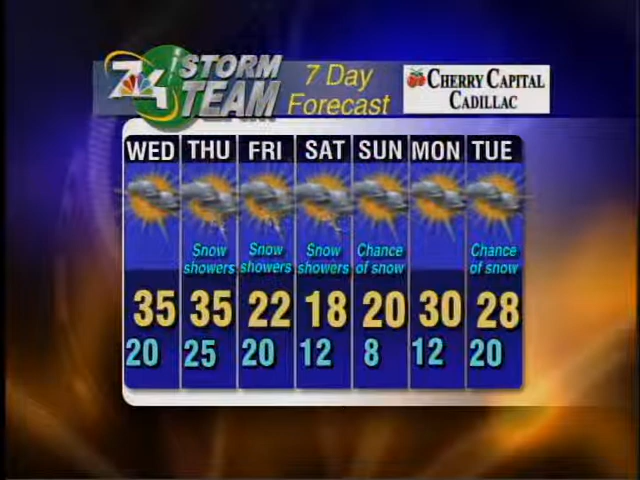 7&4 STORM
TEAM
7 Day
Forecast
CHERRY CAPITAL
CADILLAC
WED THU FRI SAT SUN MON TUE
Snow showers Snow showers Snow showers Chance of snow Chance of snow
35 35 22 18 20 30 28
20 25 20 12 8 12 20